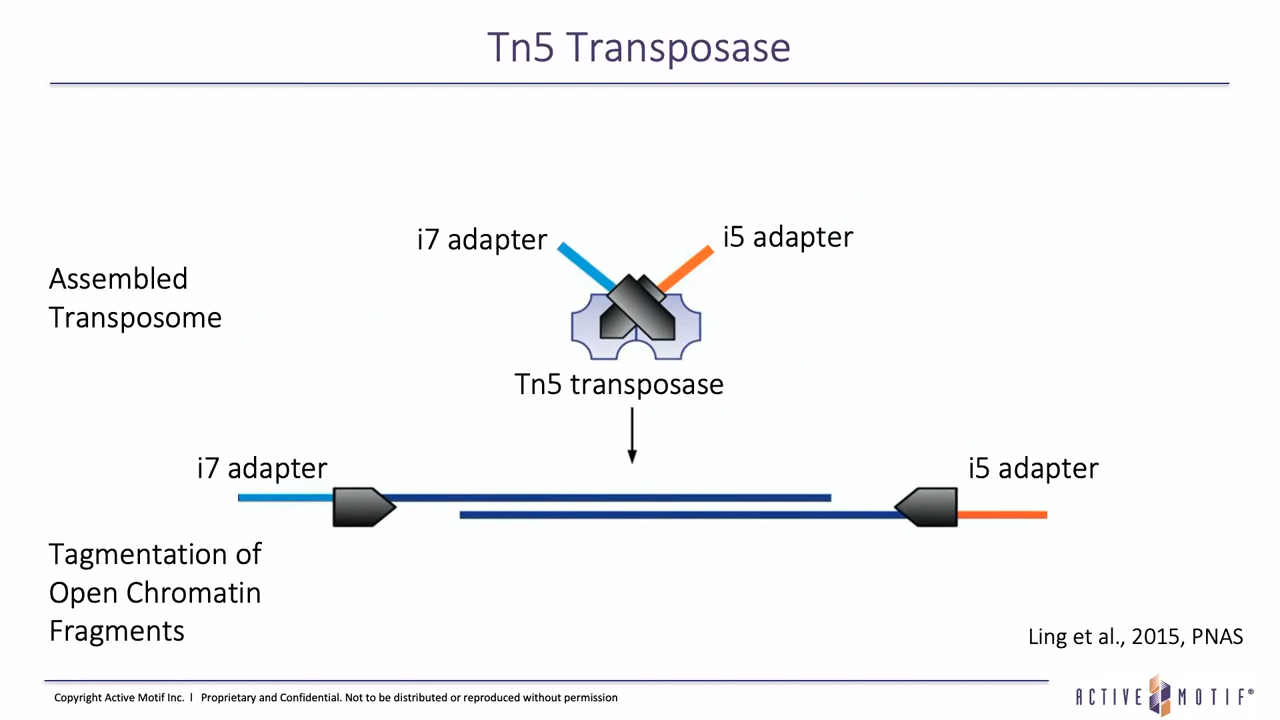 Tn5 Transposase
i7 adapter
i5 adapter
Assembled
Transposome
Tn5 transposase
i7 adapter
i5 adapter
Tagmentation of
Open Chromatin
Fragments
Ling et al., 2015, PNAS
Copyright Active Motif Inc. I Proprietary and Confidential. Not to be distributed or reproduced without permission
ACTIVE MOTIF®